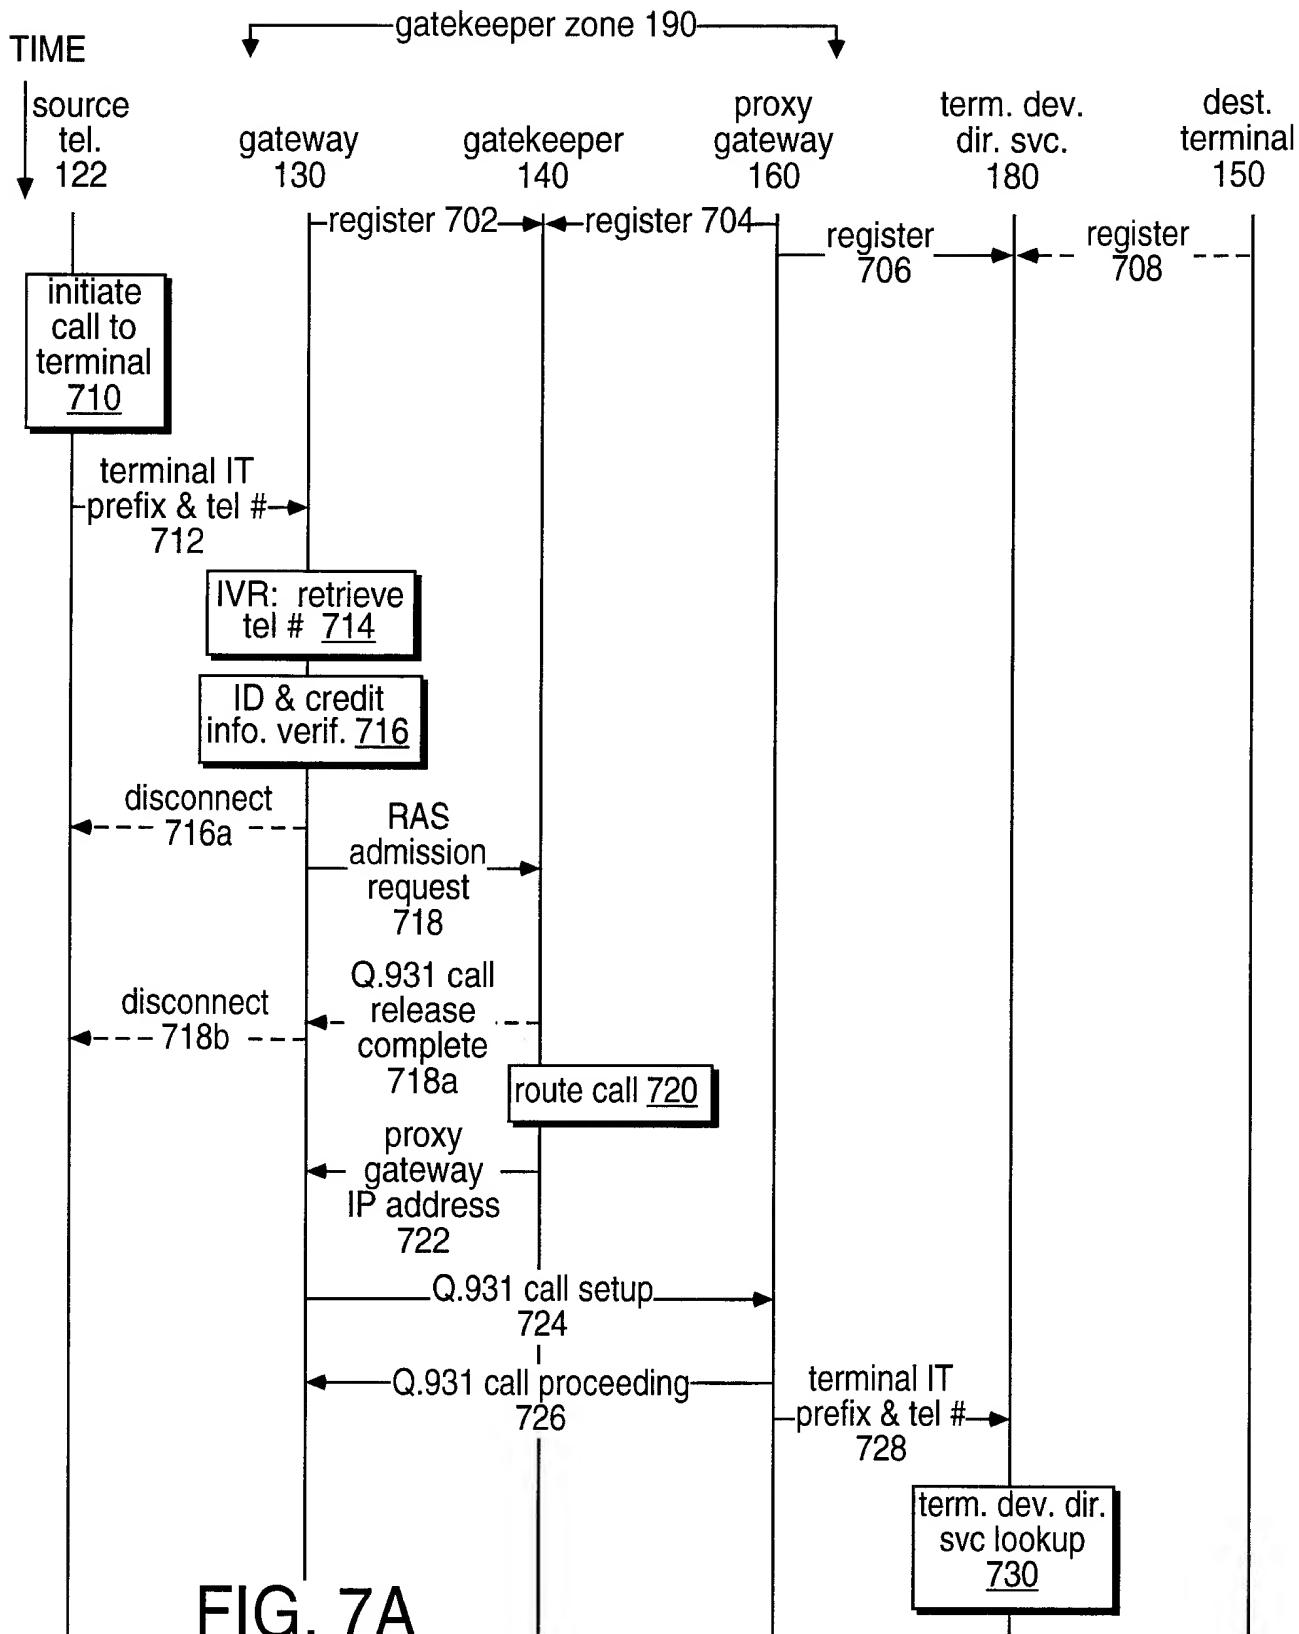 gatekeeper zone 190
TIME
source
tel.
122
gateway
130
gatekeeper
140
proxy
gateway
160
term. dev.
dir. svc.
180
dest.
terminal
150
register 702
register 704
register
706
register
708
initiate
call to
terminal
710
terminal IT
prefix & tel #
712
IVR: retrieve
tel # 714
ID & credit
info. verif. 716
disconnect
716a
RAS
admission
request
718
Q.931 call
release
complete
718a
disconnect
718b
route call 720
proxy
gateway
IP address
722
Q.931 call setup
724
Q.931 call proceeding
726
terminal IT
prefix & tel #
728
term. dev. dir.
svc lookup
730
FIG. 7A